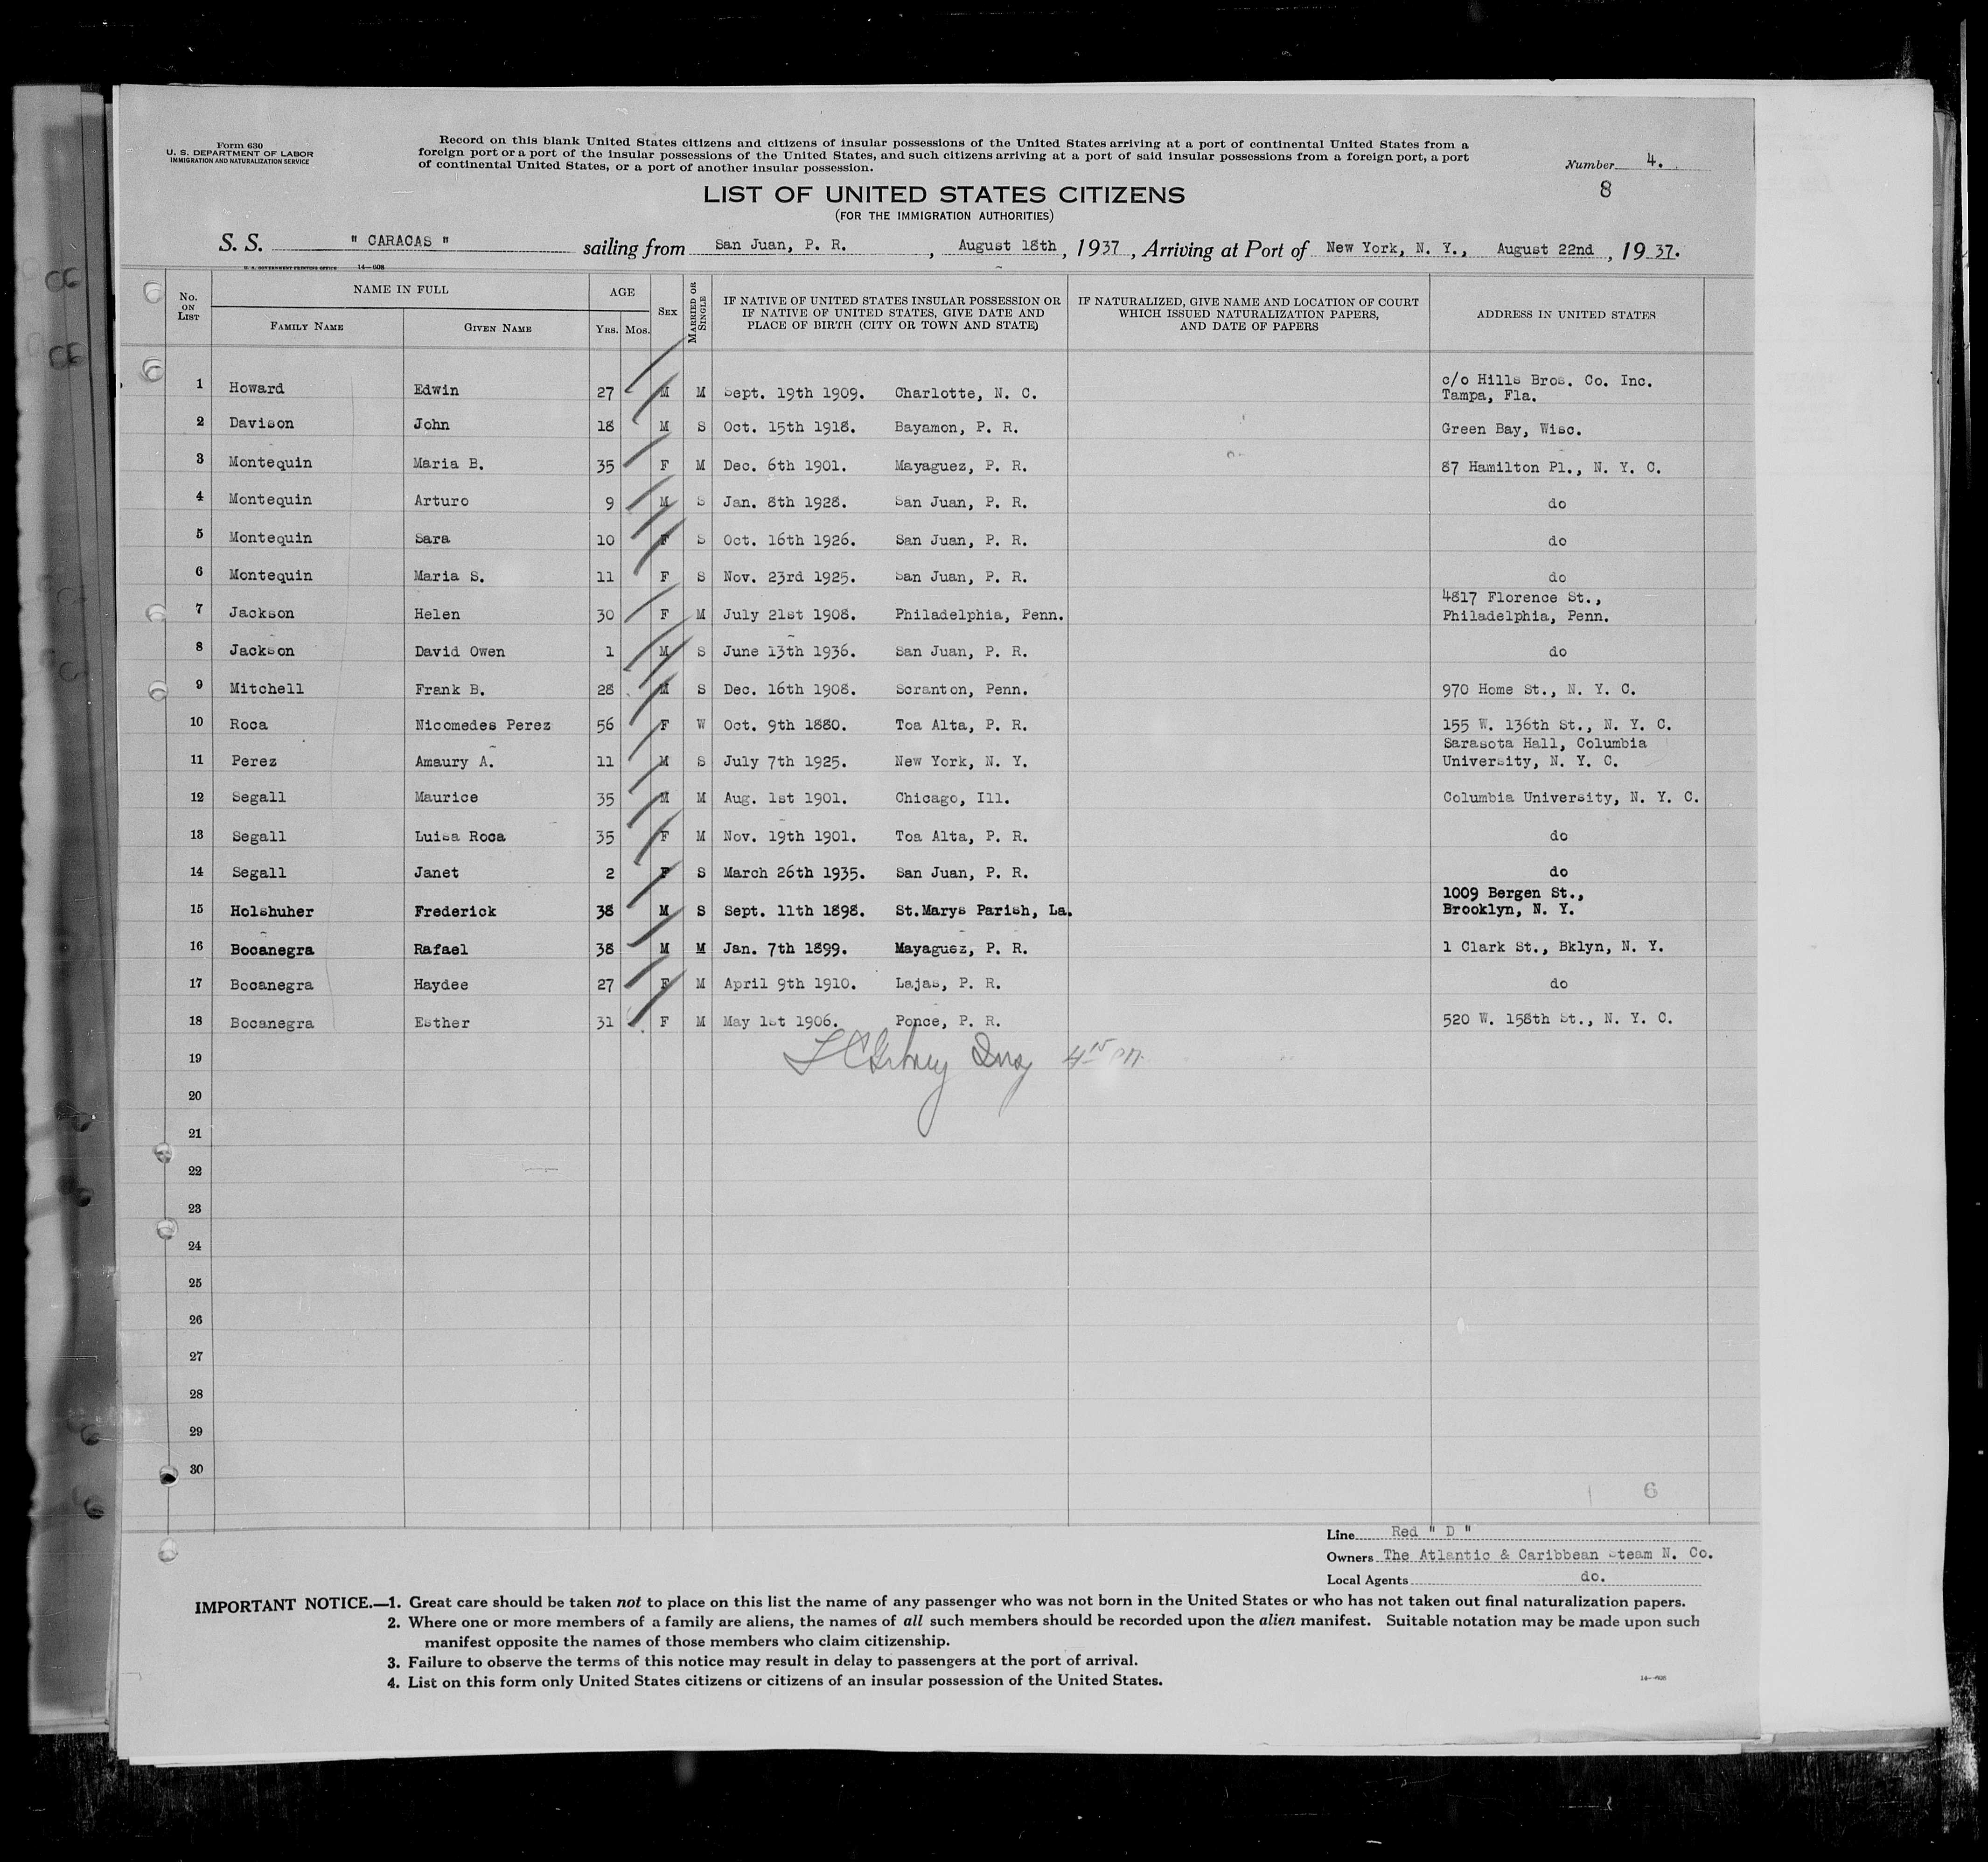 Form 630
U. S. DEPARTMENT OF LABOR
IMMIGRATION AND NATURALIZATION SERVICE
Record on this blank United States citizens and citizens of insular possessions of the United States arriving at a port of continental United States from a
foreign port or a port of the insular possessions of the United States, and such citizens arriving at a port of said insular possessions from a foreign port, a port
of continental United States, or a port of another insular possession.
Number 4.
8
LIST OF UNITED STATES CITIZENS
(FOR THE IMMIGRATION AUTHORITIES)
S. S. " CARACAS " sailing from San Juan, P. R. , August 18th , 1937 , Arriving at Port of New York, N. Y., August 22nd , 19 37.
U. S. GOVERNMENT PRINTING OFFICE 14—608
No. ON LIST NAME IN FULL AGE SEX MARRIED OR SINGLE IF NATIVE OF UNITED STATES INSULAR POSSESSION OR IF NATIVE OF UNITED STATES, GIVE DATE AND PLACE OF BIRTH (CITY OR TOWN AND STATE) IF NATURALIZED, GIVE NAME AND LOCATION OF COURT WHICH ISSUED NATURALIZATION PAPERS, AND DATE OF PAPERS ADDRESS IN UNITED STATES
FAMILY NAME GIVEN NAME YRS. MOS.
1 Howard Edwin 27 M M Sept. 19th 1909. Charlotte, N. C. c/o Hills Bros. Co. Inc. Tampa, Fla.
2 Davison John 18 M S Oct. 15th 1918. Bayamon, P. R. Green Bay, Wisc.
3 Montequin Maria B. 35 F M Dec. 6th 1901. Mayaguez, P. R. 87 Hamilton Pl., N. Y. C.
4 Montequin Arturo 9 M S Jan. 8th 1928. San Juan, P. R. do
5 Montequin Sara 10 F S Oct. 16th 1926. San Juan, P. R. do
6 Montequin Maria S. 11 F S Nov. 23rd 1925. San Juan, P. R. do
7 Jackson Helen 30 F M July 21st 1908. Philadelphia, Penn. 4817 Florence St., Philadelphia, Penn.
8 Jackson David Owen 1 M S June 13th 1936. San Juan, P. R. do
9 Mitchell Frank B. 28 M S Dec. 16th 1908. Scranton, Penn. 970 Home St., N. Y. C.
10 Roca Nicomedes Perez 56 F W Oct. 9th 1880. Toa Alta, P. R. 155 W. 136th St., N. Y. C.
11 Perez Amaury A. 11 M S July 7th 1925. New York, N. Y. Sarasota Hall, Columbia University, N. Y. C.
12 Segall Maurice 35 M M Aug. 1st 1901. Chicago, Ill. Columbia University, N. Y. C.
13 Segall Luisa Roca 35 F M Nov. 19th 1901. Toa Alta, P. R. do
14 Segall Janet 2 F S March 26th 1935. San Juan, P. R. do
15 Holshuher Frederick 38 M S Sept. 11th 1898. St.Marys Parish, La. 1009 Bergen St., Brooklyn, N. Y.
16 Bocanegra Rafael 38 M M Jan. 7th 1899. Mayaguez, P. R. 1 Clark St., Bklyn, N. Y.
17 Bocanegra Haydee 27 F M April 9th 1910. Lajas, P. R. do
18 Bocanegra Esther 31 F M May 1st 1906. Ponce, P. R. 520 W. 158th St., N. Y. C.
19
20
21
22
23
24
25
26
27
28
29
30
6
Line Red " D "
Owners The Atlantic & Caribbean Steam N. Co.
Local Agents do.
IMPORTANT NOTICE.—1. Great care should be taken not to place on this list the name of any passenger who was not born in the United States or who has not taken out final naturalization papers.
2. Where one or more members of a family are aliens, the names of all such members should be recorded upon the alien manifest. Suitable notation may be made upon such
manifest opposite the names of those members who claim citizenship.
3. Failure to observe the terms of this notice may result in delay to passengers at the port of arrival.
4. List on this form only United States citizens or citizens of an insular possession of the United States.
14—608